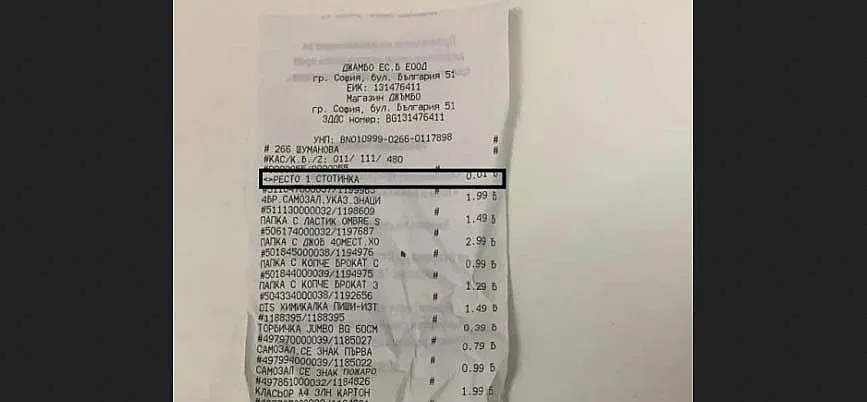 ДЖАМБО ЕС.Б ЕООД
гр. София, бул. България 51
ЕИК: 131476411
Магазин ДЖЪМБО
гр. София, бул. България 51
ЗДДС номер: BG131476411
УНП: BN010999-0266-0117898 #
# 266 ШУМАНОВА #
#КАС/К.Б./Z: 011/ 111/ 480
<>РЕСТО 1 СТОТИНКА 0.01 Б
4БР.САМОЗАЛ.УКАЗ.ЗНАЦИ 1.99 Б
#511130000032/1198609 #
ПАПКА С ЛАСТИК OMBRE S 1.49 Б
#506174000032/1197687 #
ПАПКА С ДЖОБ 40МЕСТ.ХО 2.99 Б
#501845000038/1194976 #
ПАПКА С КОПЧЕ БРОКАТ С 0.99 Б
#501844000039/1194975 #
ПАПКА С КОПЧЕ БРОКАТ З 1.29 Б
#504334000038/1192656 #
DIS ХИМИКАЛКА ПИШИ-ИЗТ 1.49 Б
#1188395/1188395 #
ТОРБИЧКА JUMBO BG 60СМ 0.39 Б
#497970000039/1185027 #
САМОЗАЛ.СЕ ЗНАК ПЪРВА 0.79 Б
#497994000039/1185022 #
САМОЗАЛ СЕ ЗНАК ПОЖАРО 0.99 Б
#497851000032/1184826 #
КЛАСЬОР А4 3ЛН КАРТОН 1.99 Б